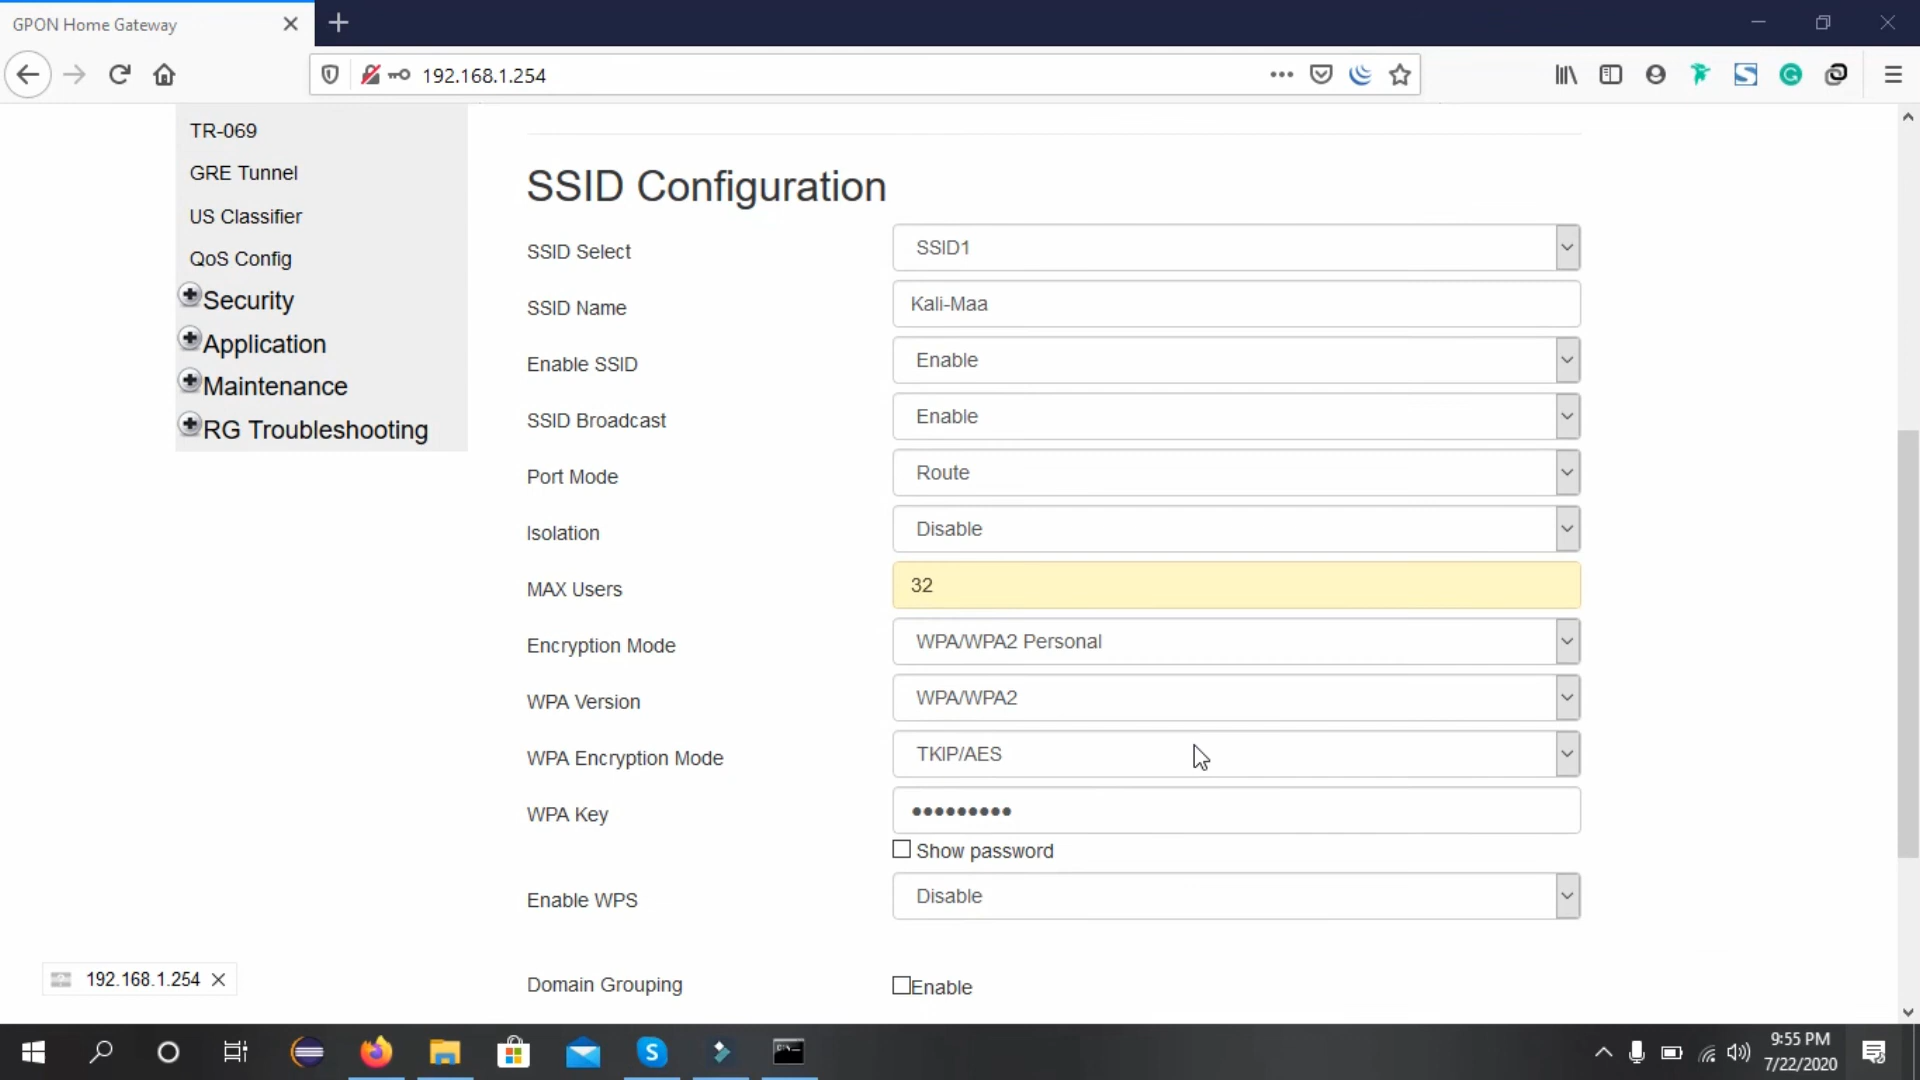 GPON Home Gateway
192.168.1.254
TR-069
GRE Tunnel
US Classifier
QoS Config
Security
Application
Maintenance
RG Troubleshooting
SSID Configuration
SSID Select SSID1
SSID Name Kali-Maa
Enable SSID Enable
SSID Broadcast Enable
Port Mode Route
Isolation Disable
MAX Users 32
Encryption Mode WPA/WPA2 Personal
WPA Version WPA/WPA2
WPA Encryption Mode TKIP/AES
WPA Key •••••••••
Show password
Enable WPS Disable
Domain Grouping Enable
192.168.1.254
9:55 PM
7/22/2020